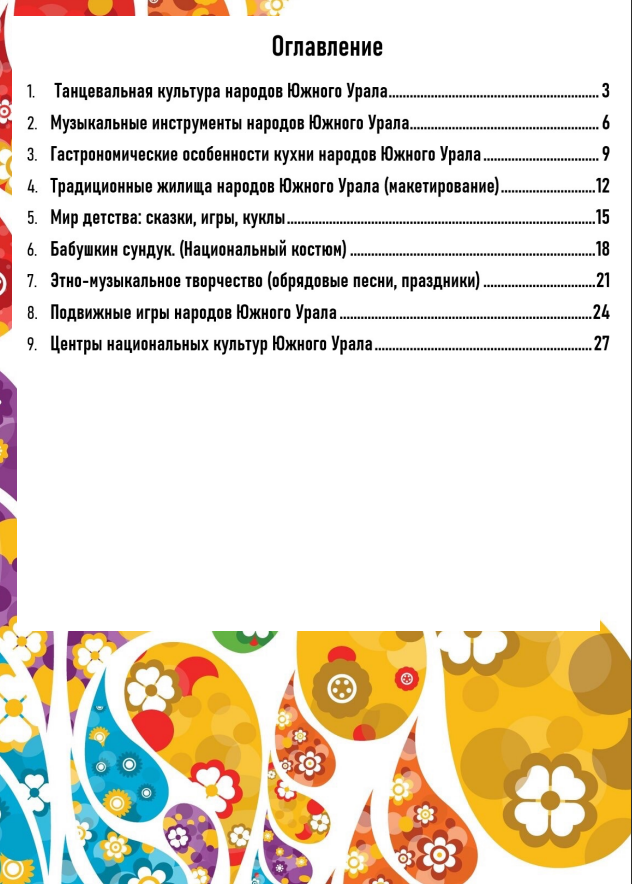 Оглавление
1. Танцевальная культура народов Южного Урала........................................................ 3
2. Музыкальные инструменты народов Южного Урала.................................................. 6
3. Гастрономические особенности кухни народов Южного Урала................................ 9
4. Традиционные жилища народов Южного Урала (макетирование)...........................12
5. Мир детства: сказки, игры, куклы.....................................................................................15
6. Бабушкин сундук. (Национальный костюм)....................................................................18
7. Этно-музыкальное творчество (обрядовые песни, праздники)................................21
8. Подвижные игры народов Южного Урала.......................................................................24
9. Центры национальных культур Южного Урала..............................................................27